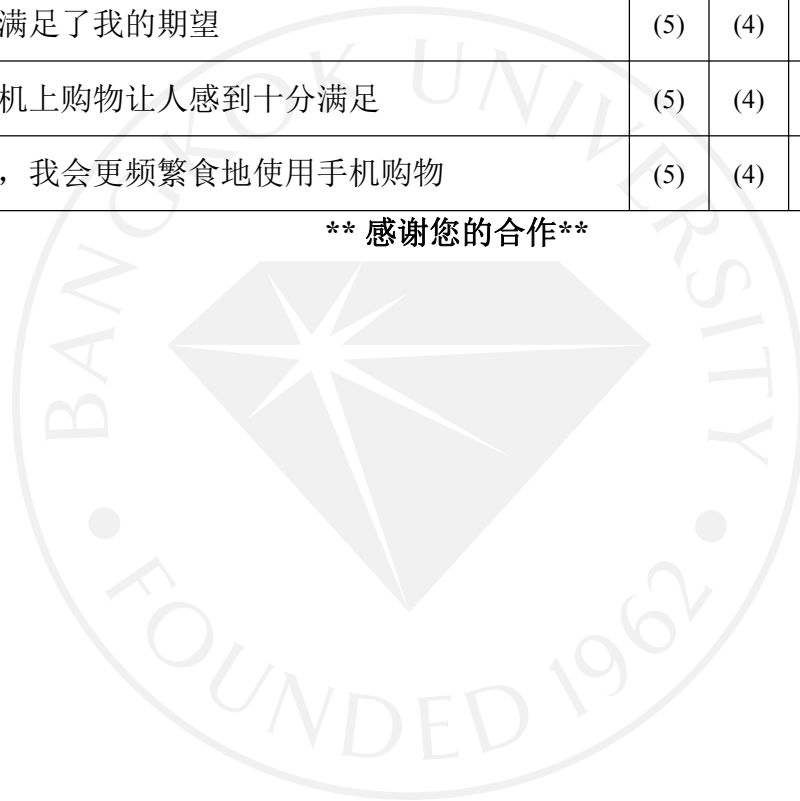 满足了我的期望 (5) (4)
机上购物让人感到十分满足 (5) (4)
，我会更频繁食地使用手机购物 (5) (4)
** 感谢您的合作**
BANGKOK UNIVERSITY
FOUNDED 1962